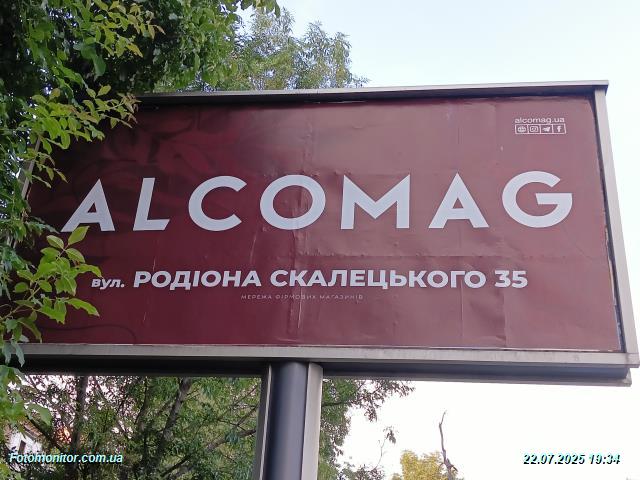 alcomag.ua
ALCOMAG
вул. РОДІОНА СКАЛЕЦЬКОГО 35
МЕРЕЖА ФІРМОВИХ МАГАЗИНІВ
Fotomonitor.com.ua
22.07.2025 19:34